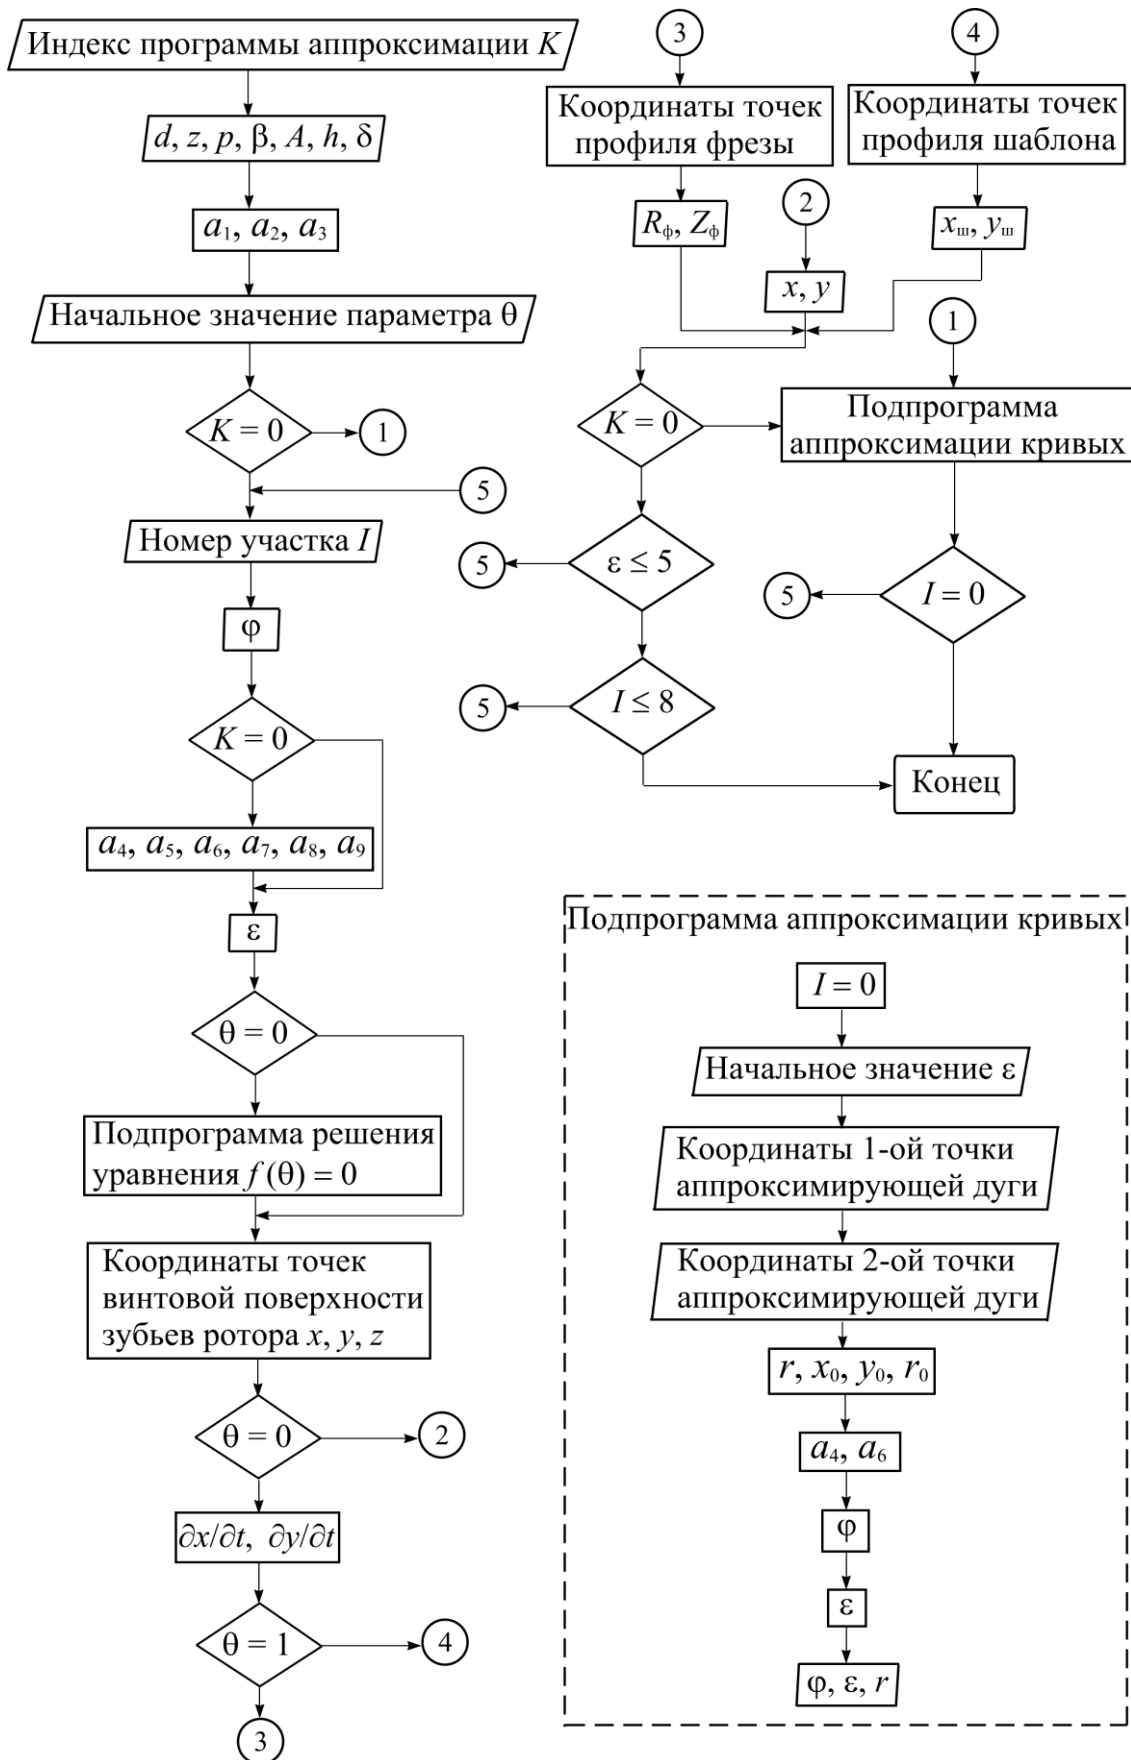 Индекс программы аппроксимации K
d, z, p, β, A, h, δ
a₁, a₂, a₃
Начальное значение параметра θ
K = 0
1
5
Номер участка I
φ
K = 0
a₄, a₅, a₆, a₇, a₈, a₉
ε
θ = 0
Подпрограмма решения
уравнения f (θ) = 0
Координаты точек
винтовой поверхности
зубьев ротора x, y, z
θ = 0
2
∂x/∂t, ∂y/∂t
θ = 1
4
3
3
Координаты точек
профиля фрезы
R_ф, Z_ф
2
x, y
4
Координаты точек
профиля шаблона
x_ш, y_ш
1
K = 0
Подпрограмма
аппроксимации кривых
ε ≤ 5
5
I = 0
5
I ≤ 8
5
Конец
Подпрограмма аппроксимации кривых
I = 0
Начальное значение ε
Координаты 1-ой точки
аппроксимирующей дуги
Координаты 2-ой точки
аппроксимирующей дуги
r, x₀, y₀, r₀
a₄, a₆
φ
ε
φ, ε, r